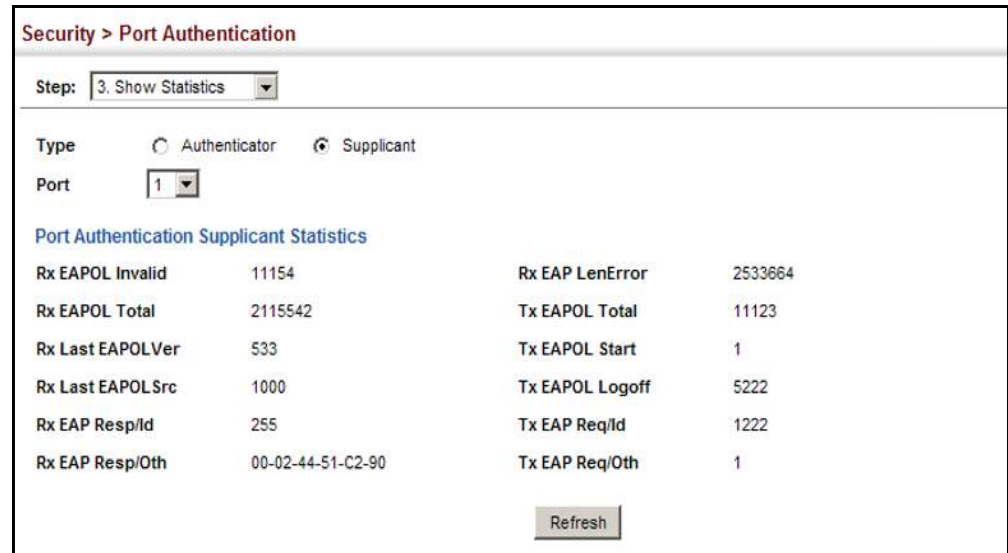 Security > Port Authentication
Step: 3. Show Statistics
Type Authenticator Supplicant
Port 1
Port Authentication Supplicant Statistics
Rx EAPOL Invalid 11154 Rx EAP LenError 2533664
Rx EAPOL Total 2115542 Tx EAPOL Total 11123
Rx Last EAPOLVer 533 Tx EAPOL Start 1
Rx Last EAPOLSrc 1000 Tx EAPOL Logoff 5222
Rx EAP Resp/Id 255 Tx EAP Req/Id 1222
Rx EAP Resp/Oth 00-02-44-51-C2-90 Tx EAP Req/Oth 1
Refresh